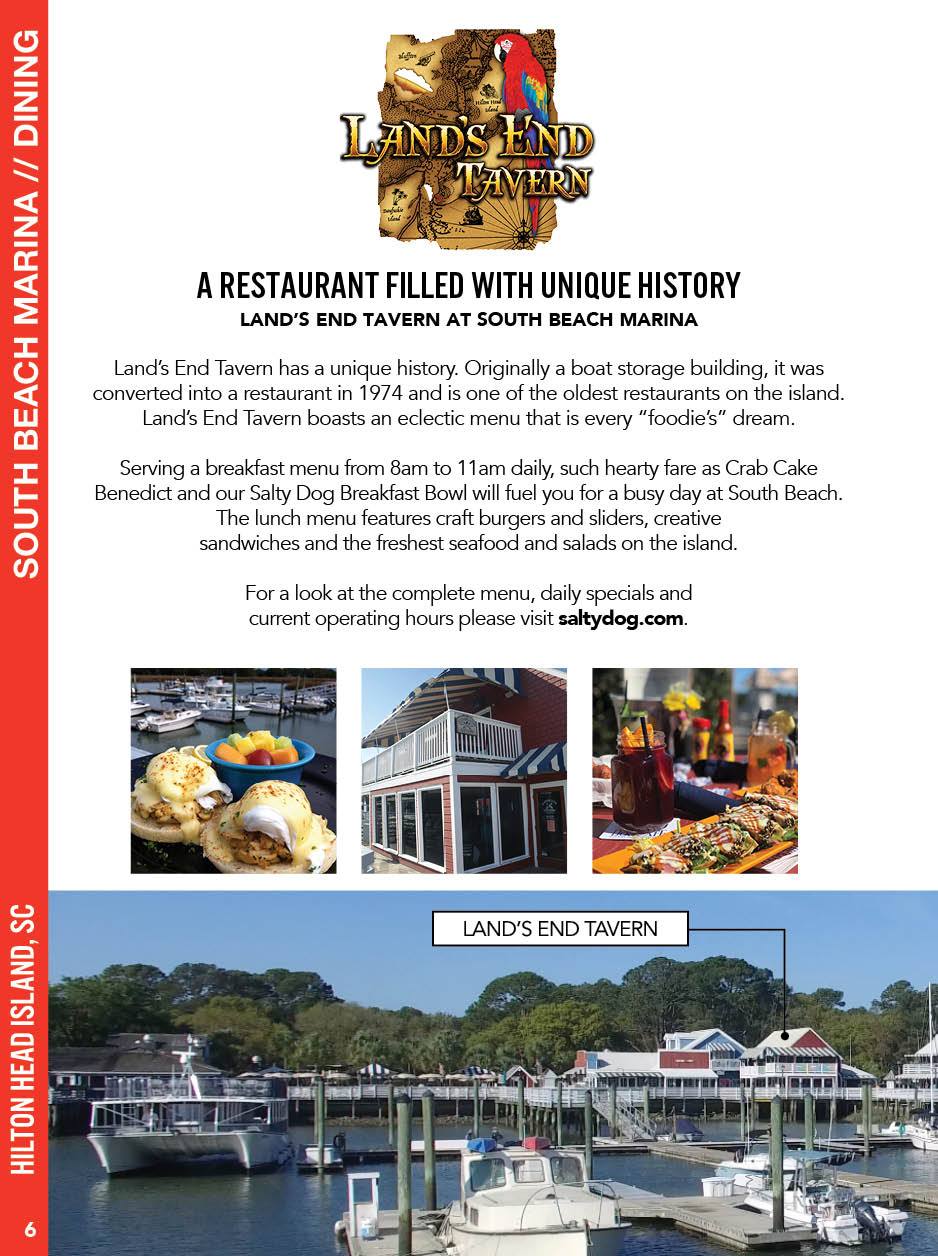 SOUTH BEACH MARINA // DINING
HILTON HEAD ISLAND, SC
6
Bluffton
Hilton Head
Island
LAND'S END
TAVERN
Daufuskie
Island
A RESTAURANT FILLED WITH UNIQUE HISTORY
LAND'S END TAVERN AT SOUTH BEACH MARINA
Land's End Tavern has a unique history. Originally a boat storage building, it was
converted into a restaurant in 1974 and is one of the oldest restaurants on the island.
Land's End Tavern boasts an eclectic menu that is every “foodie's” dream.
Serving a breakfast menu from 8am to 11am daily, such hearty fare as Crab Cake
Benedict and our Salty Dog Breakfast Bowl will fuel you for a busy day at South Beach.
The lunch menu features craft burgers and sliders, creative
sandwiches and the freshest seafood and salads on the island.
For a look at the complete menu, daily specials and
current operating hours please visit saltydog.com.
LAND'S END TAVERN